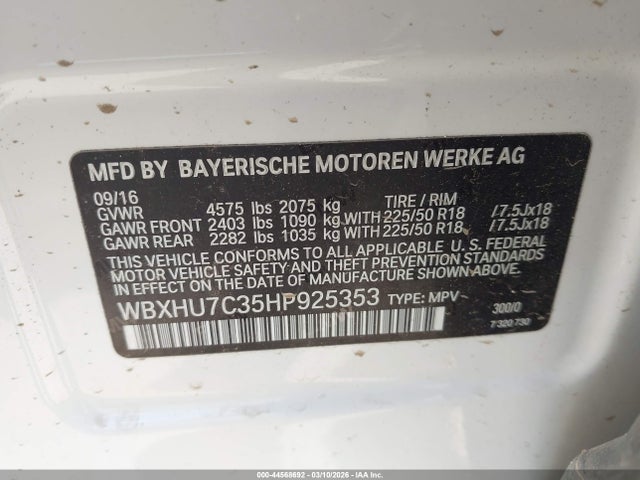 MFD BY BAYERISCHE MOTOREN WERKE AG
09/16 TIRE / RIM
GVWR 4575 lbs 2075 kg
GAWR FRONT 2403 lbs 1090 kg WITH 225/50 R18 /-7.5Jx18
GAWR REAR 2282 lbs 1035 kg WITH 225/50 R18 /-7.5Jx18
THIS VEHICLE CONFORMS TO ALL APPLICABLE U. S. FEDERAL
MOTOR VEHICLE SAFETY AND THEFT PREVENTION STANDARDS
IN EFFECT ON THE DATE OF MANUFACTURE SHOWN ABOVE.
WBXHU7C35HP925353 TYPE: MPV 300/0
7 320 730
000-44568692 - 03/10/2026 - IAA Inc.